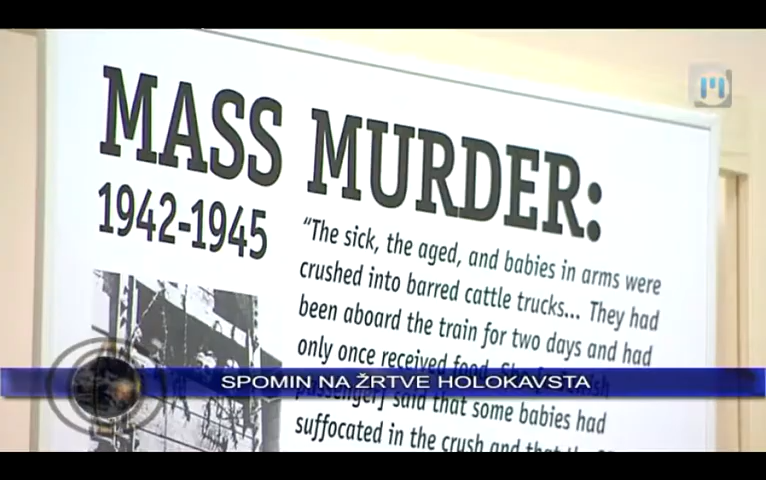 MASS MURDER:
1942-1945
"The sick, the aged, and babies in arms were
crushed into barred cattle trucks... They had
been aboard the train for two days and had
only once received food. She
SPOMIN NA ŽRTVE HOLOKAVSTA
passenger] said that some babies had
suffocated in the crush and that the